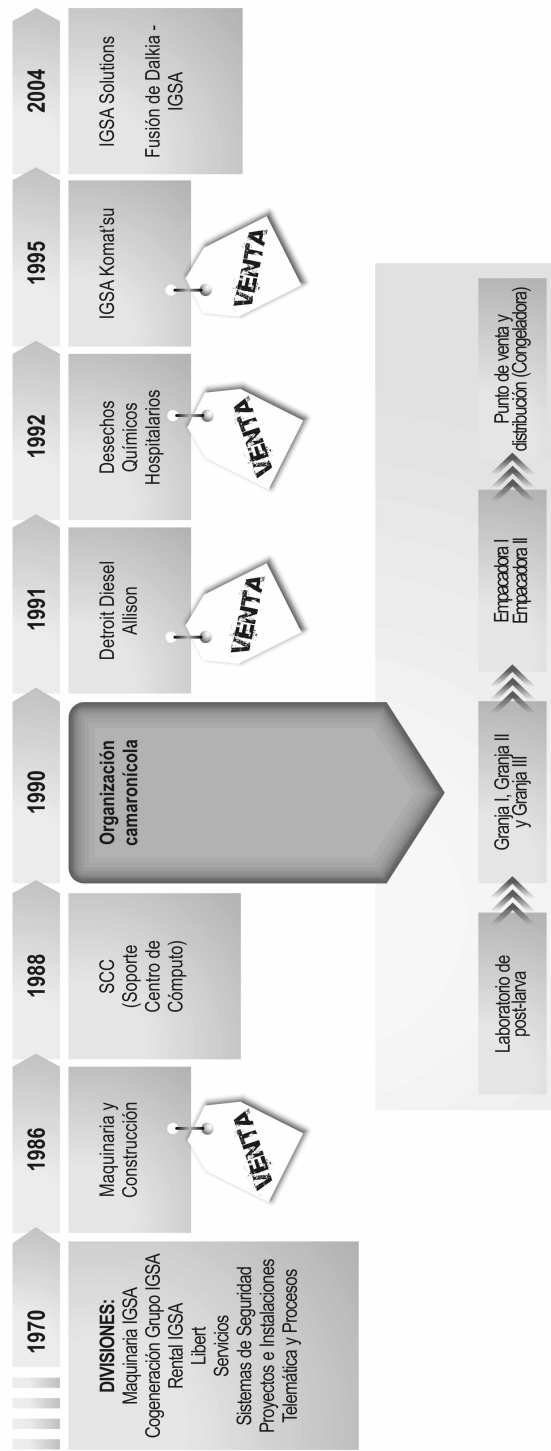 1970
DIVISIONES:
Maquinaria IGSA
Cogeneración Grupo IGSA
Rental IGSA
Libert
Servicios
Sistemas de Seguridad
Proyectos e Instalaciones
Telemática y Procesos
1986
Maquinaria y
Construcción
VENTA
1988
SCC
(Soporte
Centro de
Cómputo)
1990
Organización
camaronícola
1991
Detroit Diesel
Allison
VENTA
1992
Desechos
Químicos
Hospitalarios
VENTA
1995
IGSA Komat'su
VENTA
2004
IGSA Solutions
Fusión de Dalkia -
IGSA
Laboratorio de
post-larva
Granja I, Granja II
y Granja III
Empacadora I
Empacadora II
Punto de venta y
distribución (Congeladora)